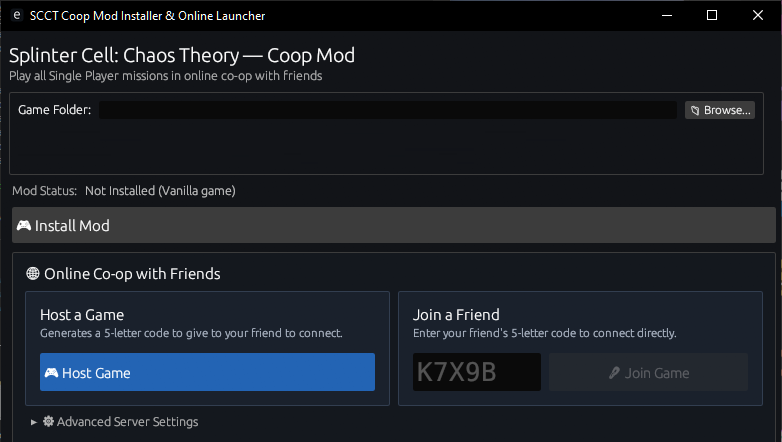 e SCCT Coop Mod Installer & Online Launcher
Splinter Cell: Chaos Theory — Coop Mod
Play all Single Player missions in online co-op with friends
Game Folder: Browse...
Mod Status: Not Installed (Vanilla game)
Install Mod
Online Co-op with Friends
Host a Game
Generates a 5-letter code to give to your friend to connect.
Host Game
Join a Friend
Enter your friend's 5-letter code to connect directly.
K7X9B Join Game
Advanced Server Settings